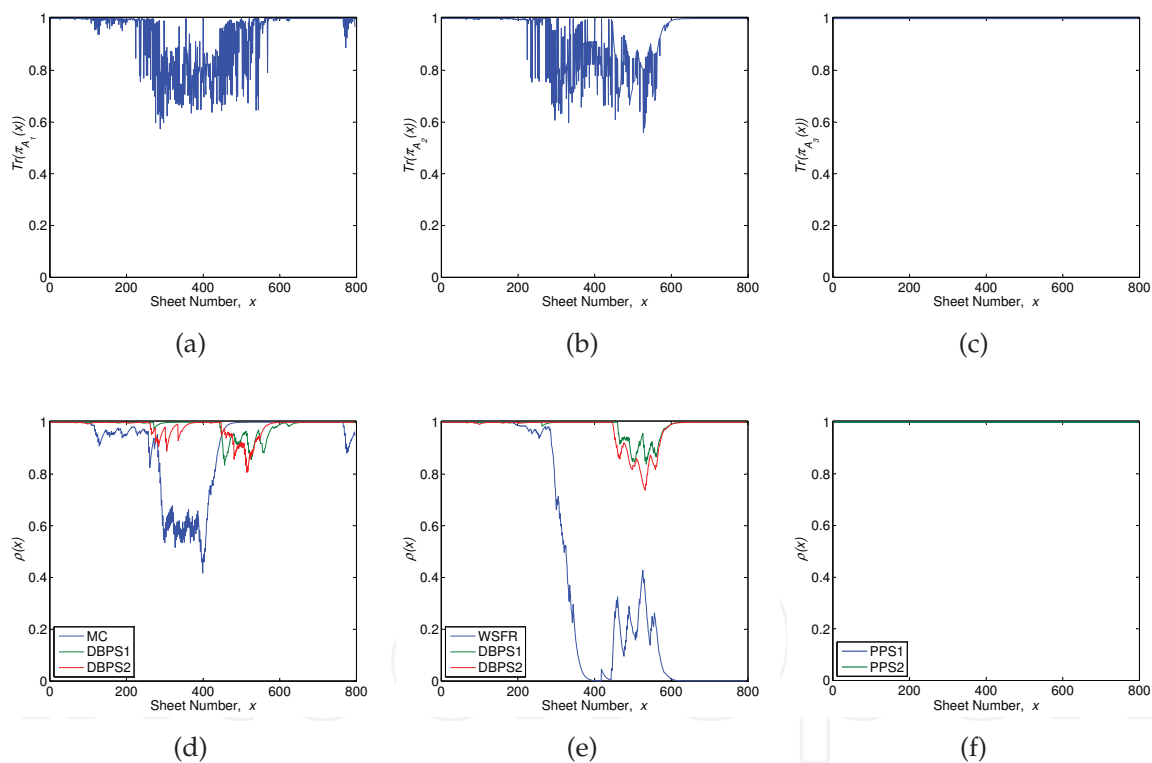 1
0.8
0.6
0.4
0.2
0
Tr(π_{A_1}(x))
0 200 400 600 800
Sheet Number, x
(a)
1
0.8
0.6
0.4
0.2
0
Tr(π_{A_2}(x))
0 200 400 600 800
Sheet Number, x
(b)
1
0.8
0.6
0.4
0.2
0
Tr(π_{A_3}(x))
0 200 400 600 800
Sheet Number, x
(c)
1
0.8
0.6
0.4
0.2
0
ρ(x)
MC
DBPS1
DBPS2
0 200 400 600 800
Sheet Number, x
(d)
1
0.8
0.6
0.4
0.2
0
ρ(x)
WSFR
DBPS1
DBPS2
0 200 400 600 800
Sheet Number, x
(e)
1
0.8
0.6
0.4
0.2
0
ρ(x)
PPS1
PPS2
0 200 400 600 800
Sheet Number, x
(f)